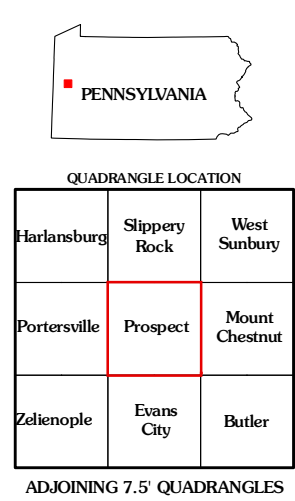 PENNSYLVANIA
QUADRANGLE LOCATION
Harlansburg
Slippery
Rock
West
Sunbury
Portersville
Prospect
Mount
Chestnut
Zelienople
Evans
City
Butler
ADJOINING 7.5' QUADRANGLES